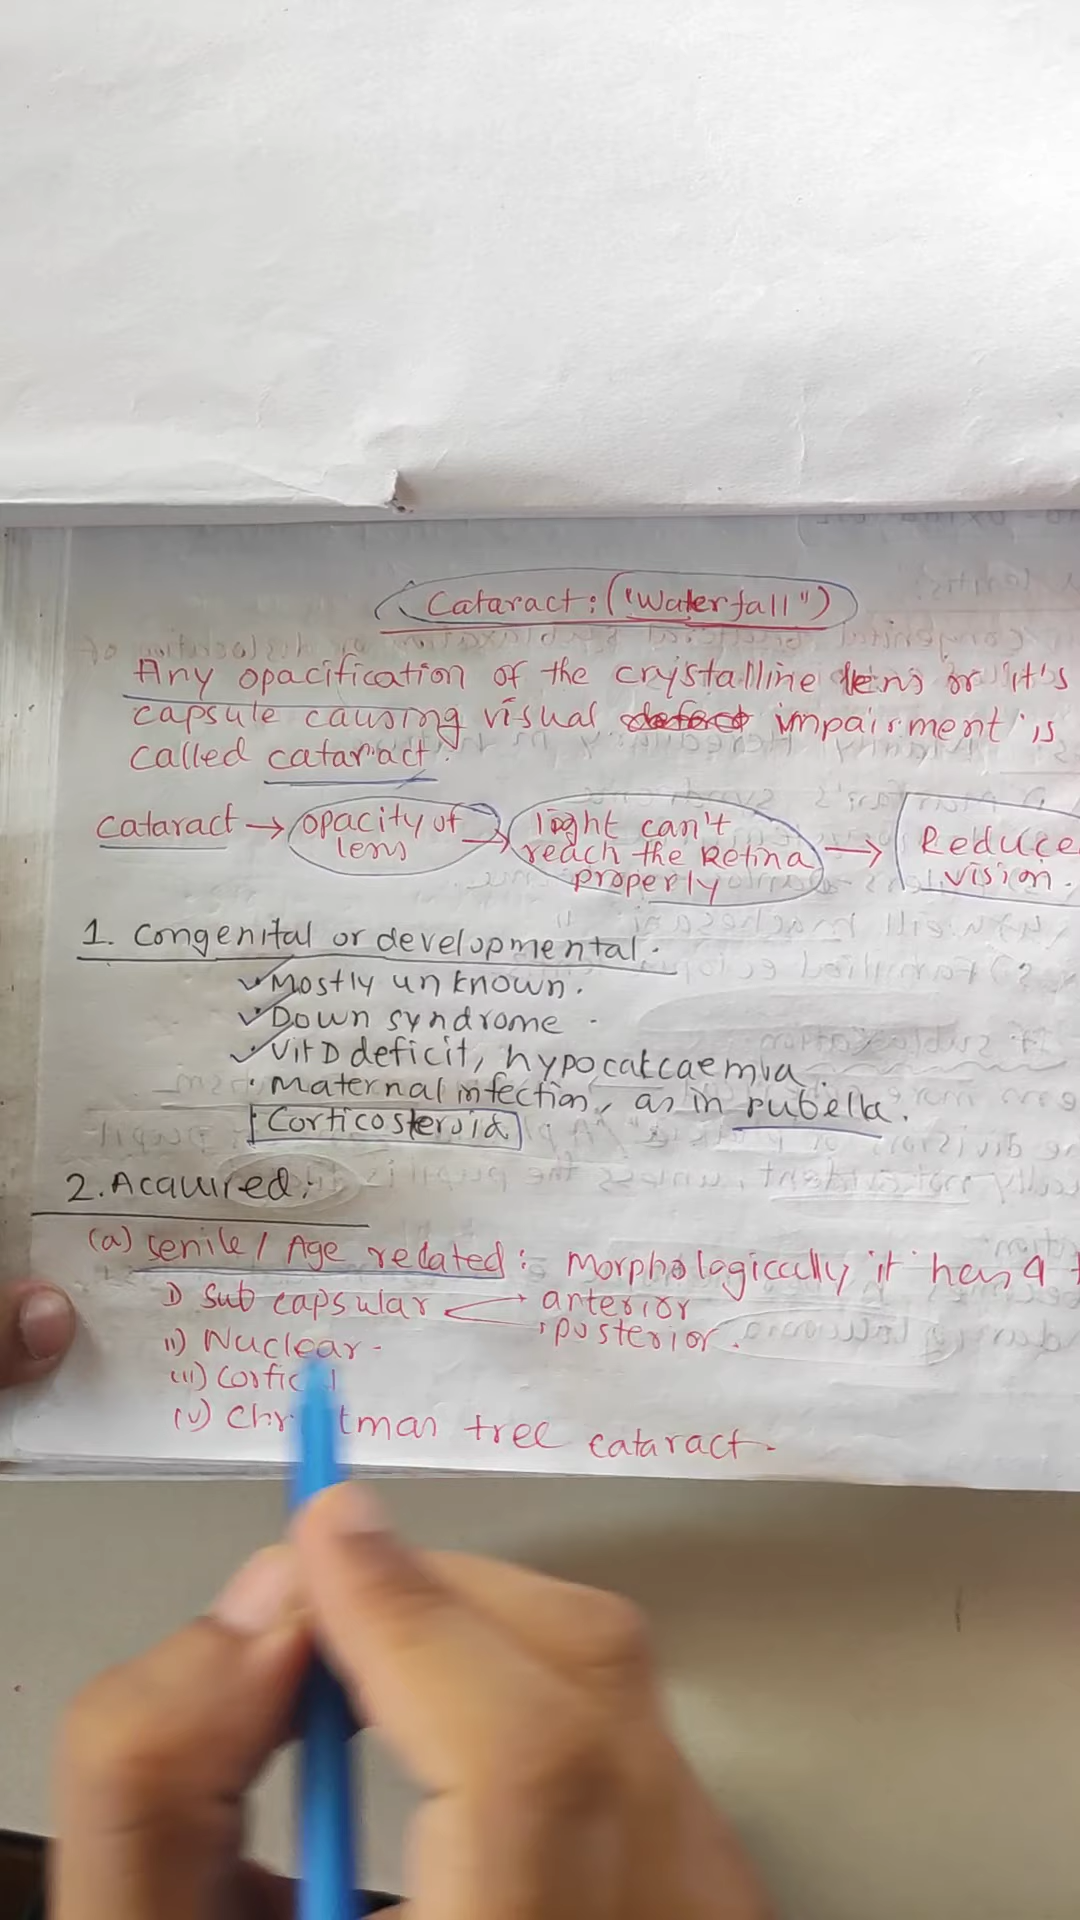 Cataract: ("Waterfall")
Any opacification of the crystalline lens or it's
capsule causing visual impairment is
called cataract.
cataract → opacity of lens → light can't reach the Retina properly → Reduce vision.
1. Congenital or developmental.
Mostly unknown.
Down syndrome
Vit D deficit, hypocalcaemia.
Maternal infection, as in rubella.
Corticosteroid
2. Acquired:
(a) Senile / Age related: Morphologically it has 4
i) Sub capsular anterior
posterior.
ii) Nuclear
iii)
iv) tmas tree cataract.